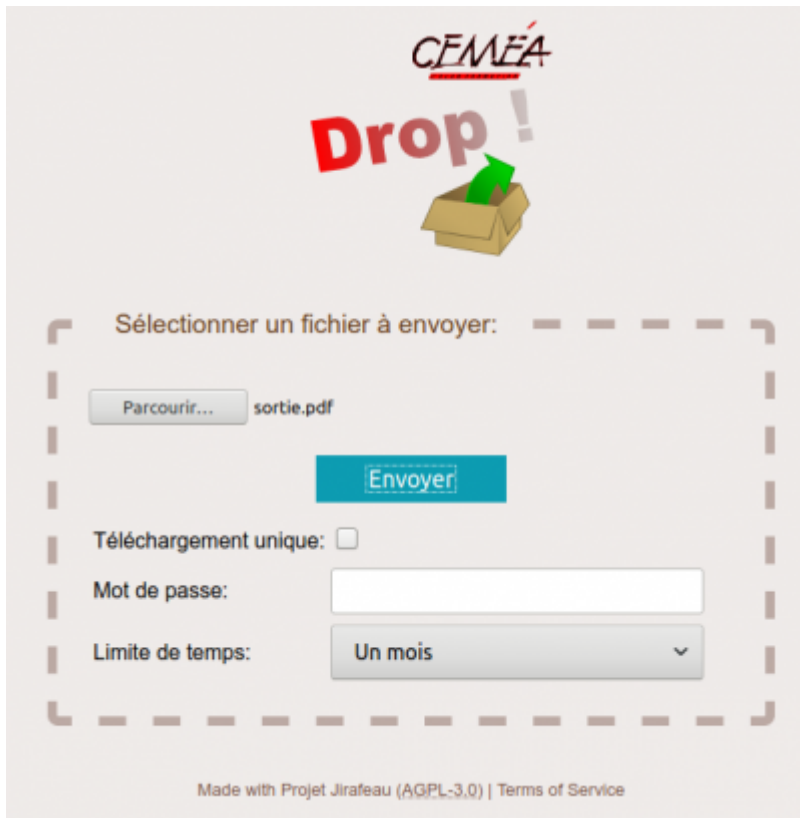 CEMÉA
Drop !
Sélectionner un fichier à envoyer:
Parcourir... sortie.pdf
Envoyer
Téléchargement unique:
Mot de passe:
Limite de temps: Un mois
Made with Projet Jirafeau (AGPL-3.0) | Terms of Service